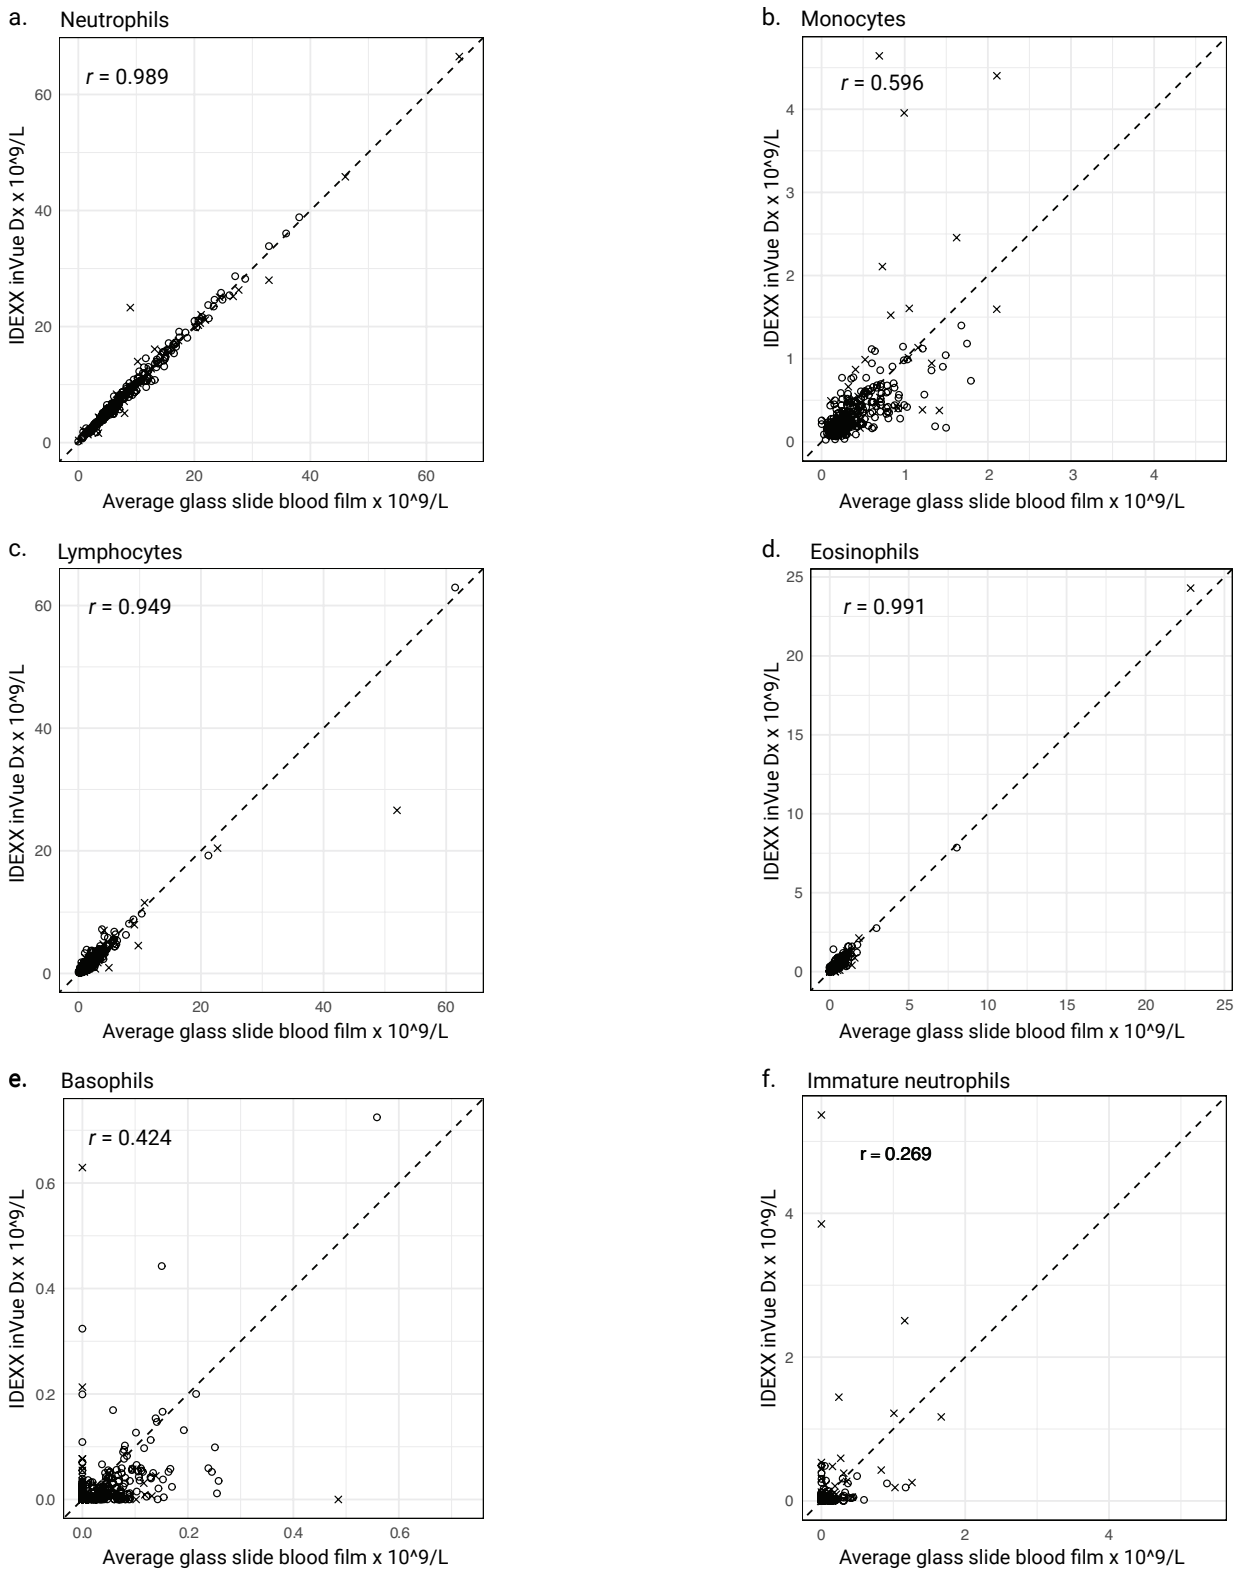 a. Neutrophils
r = 0.989
60
40
20
0
0 20 40 60
IDEXX inVue Dx x 10^9/L
Average glass slide blood film x 10^9/L
b. Monocytes
r = 0.596
4
3
2
1
0
0 1 2 3 4
IDEXX inVue Dx x 10^9/L
Average glass slide blood film x 10^9/L
c. Lymphocytes
r = 0.949
60
40
20
0
0 20 40 60
IDEXX inVue Dx x 10^9/L
Average glass slide blood film x 10^9/L
d. Eosinophils
r = 0.991
25
20
15
10
5
0
0 5 10 15 20 25
IDEXX inVue Dx x 10^9/L
Average glass slide blood film x 10^9/L
e. Basophils
r = 0.424
0.6
0.4
0.2
0.0
0.0 0.2 0.4 0.6
IDEXX inVue Dx x 10^9/L
Average glass slide blood film x 10^9/L
f. Immature neutrophils
r = 0.269
4
2
0
0 2 4
IDEXX inVue Dx x 10^9/L
Average glass slide blood film x 10^9/L